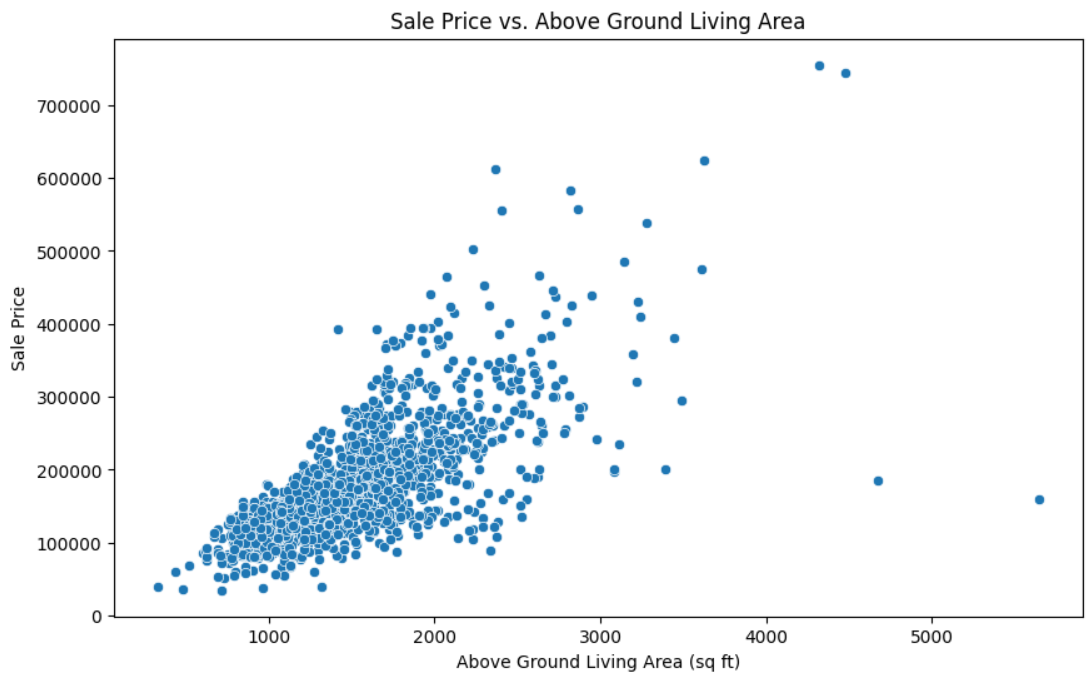 Sale Price vs. Above Ground Living Area
700000
600000
500000
400000
300000
200000
100000
0
Sale Price
1000 2000 3000 4000 5000
Above Ground Living Area (sq ft)